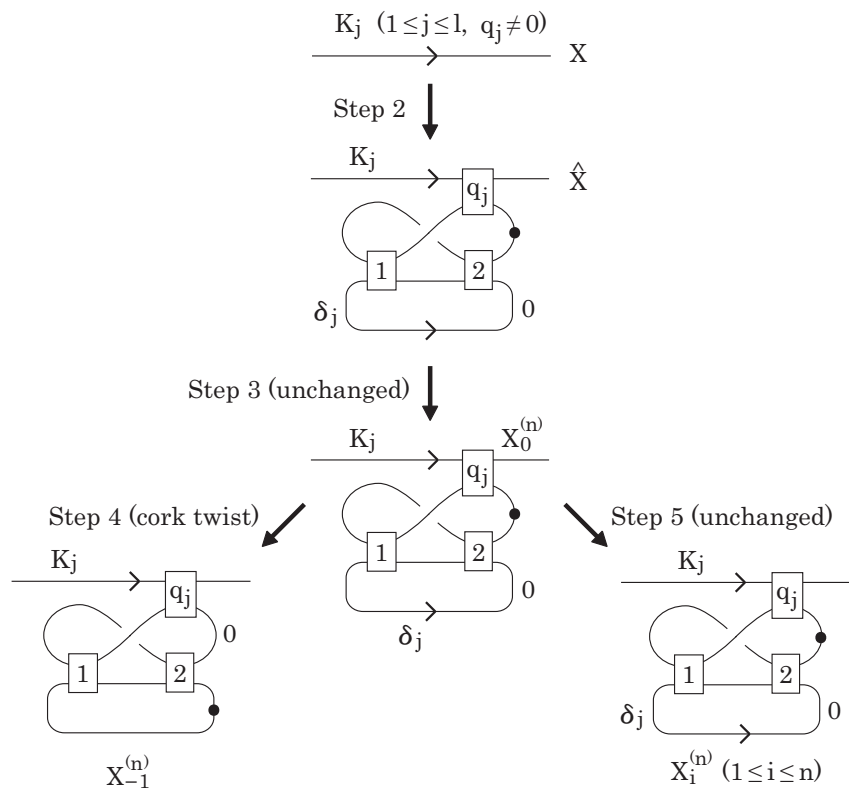 K_j (1 ≤ j ≤ l, q_j ≠ 0)
X
Step 2
K_j
q_j
X̂
1
2
δ_j
0
Step 3 (unchanged)
K_j
X_0^{(n)}
q_j
Step 4 (cork twist)
Step 5 (unchanged)
1
2
0
δ_j
K_j
q_j
0
1
2
X_{-1}^{(n)}
K_j
q_j
1
2
δ_j
0
X_i^{(n)} (1 ≤ i ≤ n)